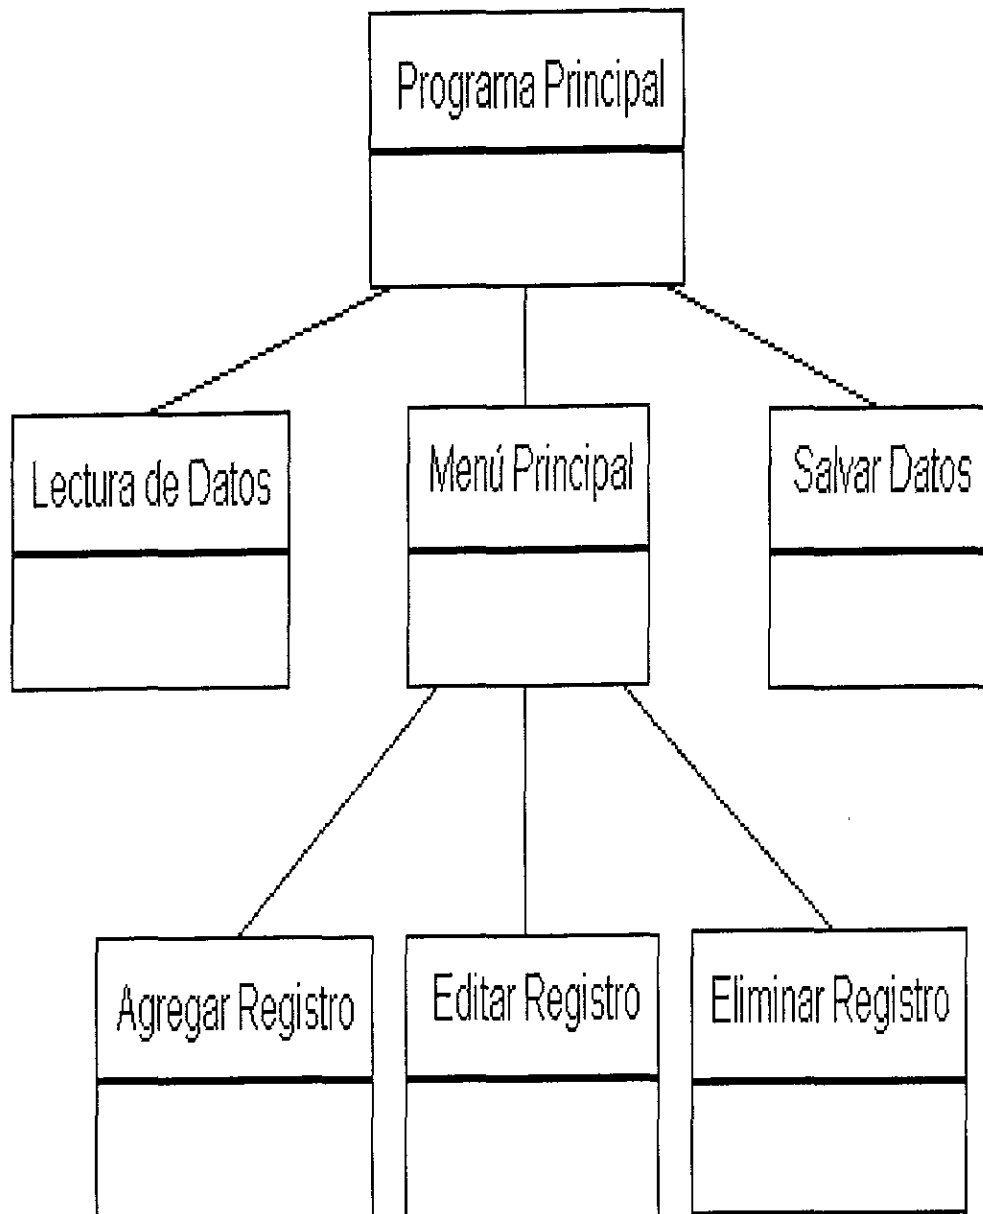 Programa Principal
Lectura de Datos
Menú Principal
Salvar Datos
Agregar Registro
Editar Registro
Eliminar Registro